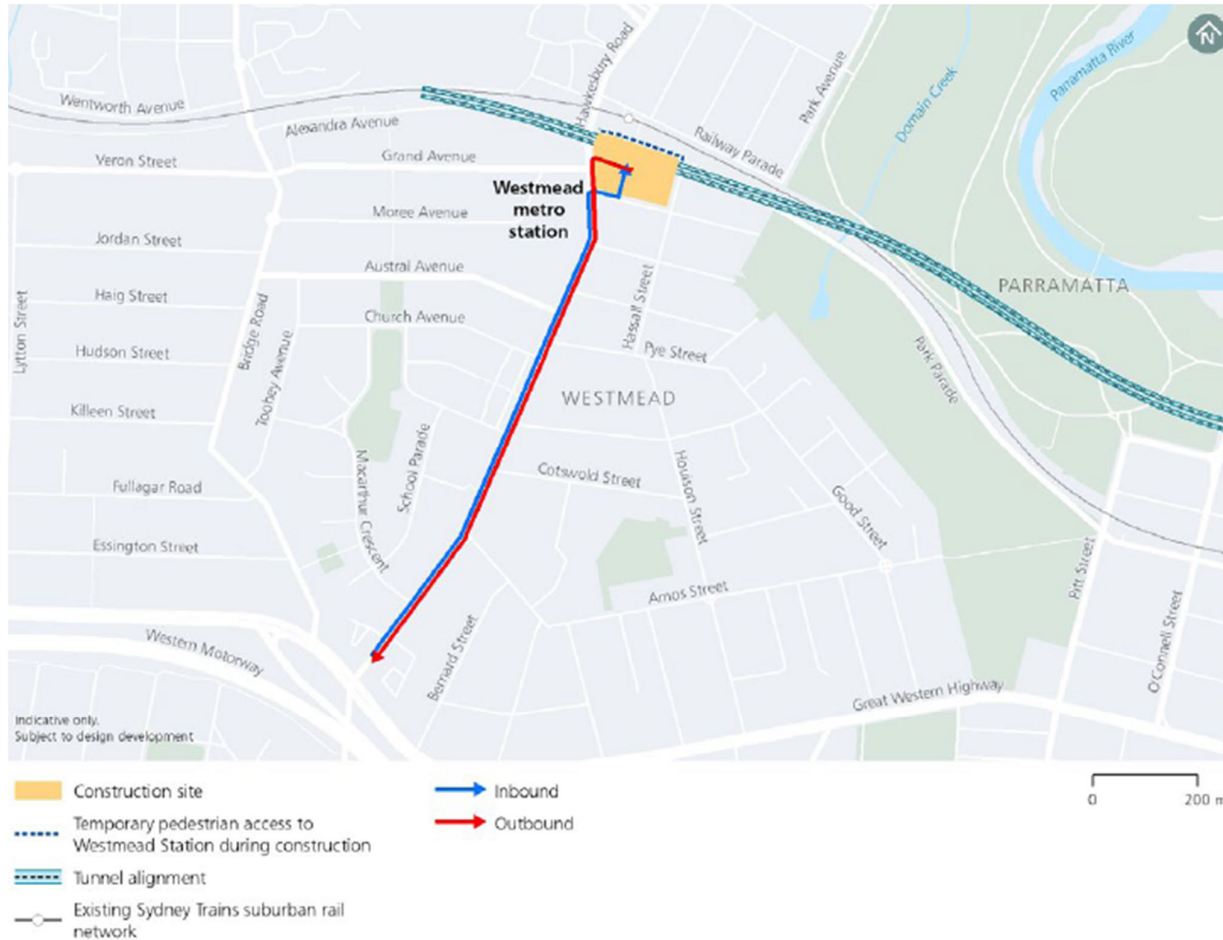 N
Hawkesbury Road
Park Avenue
Domain Creek
Parramatta River
Wentworth Avenue
Alexandra Avenue
Railway Parade
Veron Street
Grand Avenue
Westmead
metro
station
Moree Avenue
Jordan Street
Austral Avenue
PARRAMATTA
Haig Street
Church Avenue
Hassall Street
Lytton Street
Bridge Road
Toohey Avenue
Hudson Street
Pye Street
Park Parade
WESTMEAD
Killeen Street
School Parade
Macarthur Crescent
Cotswold Street
Houison Street
Good Street
Fullagar Road
Essington Street
Amos Street
Pitt Street
O'Connell Street
Bernard Street
Western Motorway
Great Western Highway
Indicative only.
Subject to design development
Construction site
Temporary pedestrian access to
Westmead Station during construction
Tunnel alignment
Existing Sydney Trains suburban rail
network
Inbound
Outbound
0 200 m